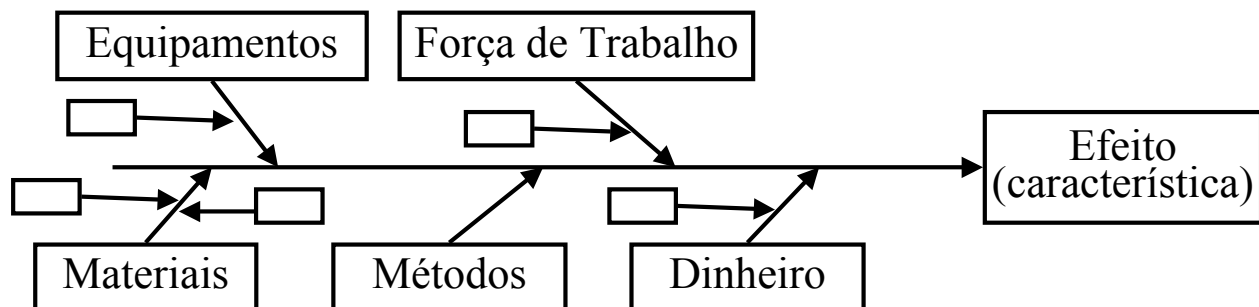 Equipamentos
Força de Trabalho
Efeito
(característica)
Materiais
Métodos
Dinheiro